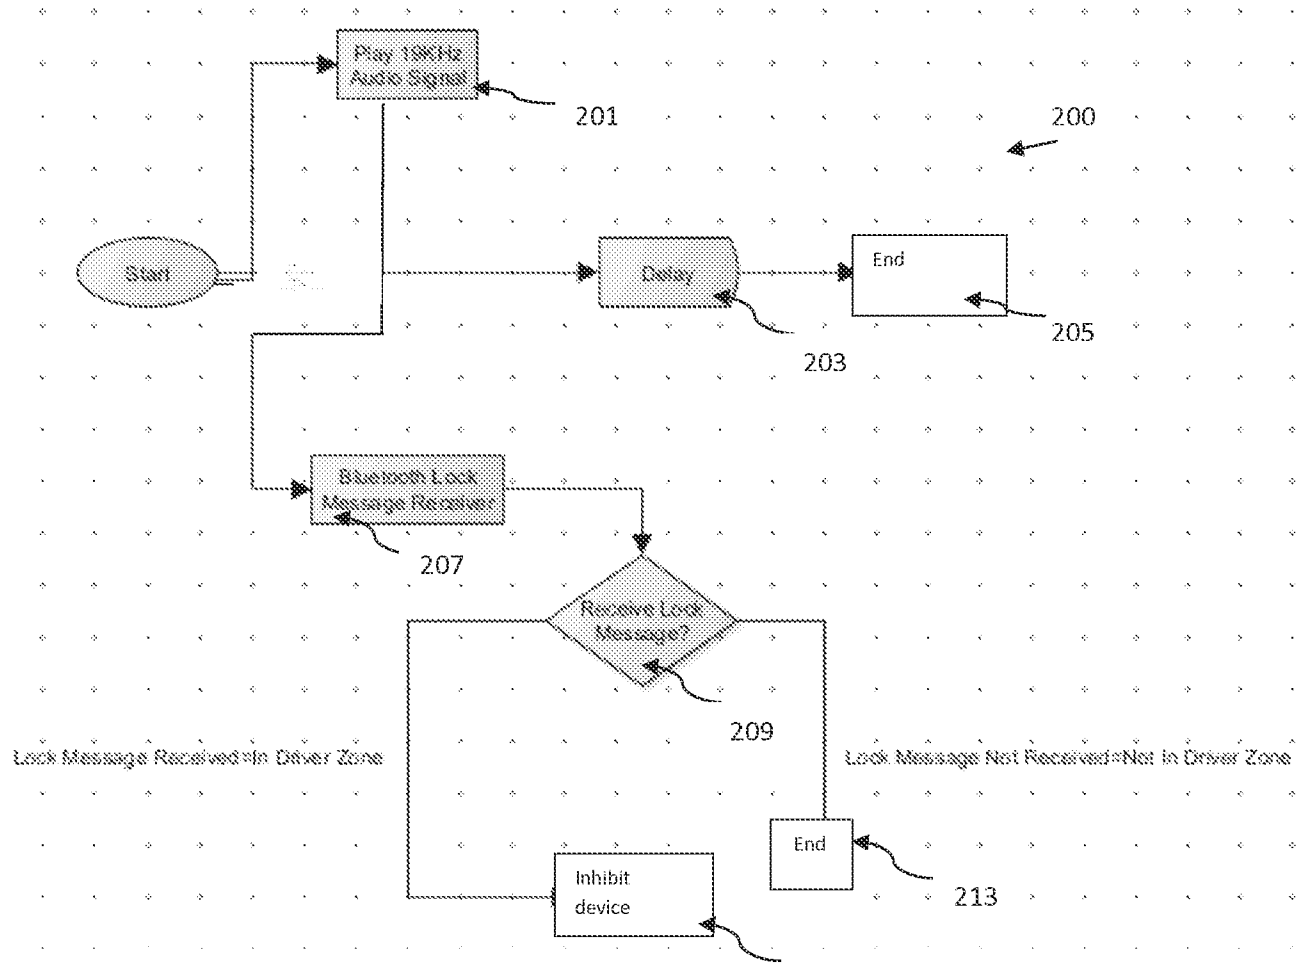 Play 19KHz
Audio Signal
201
200
Start
Delay
End
203
205
Bluetooth Lock
Message Receiver
207
Receive Lock
Message?
209
Lock Message Received=In Driver Zone
Lock Message Not Received=Not In Driver Zone
End
213
Inhibit
device